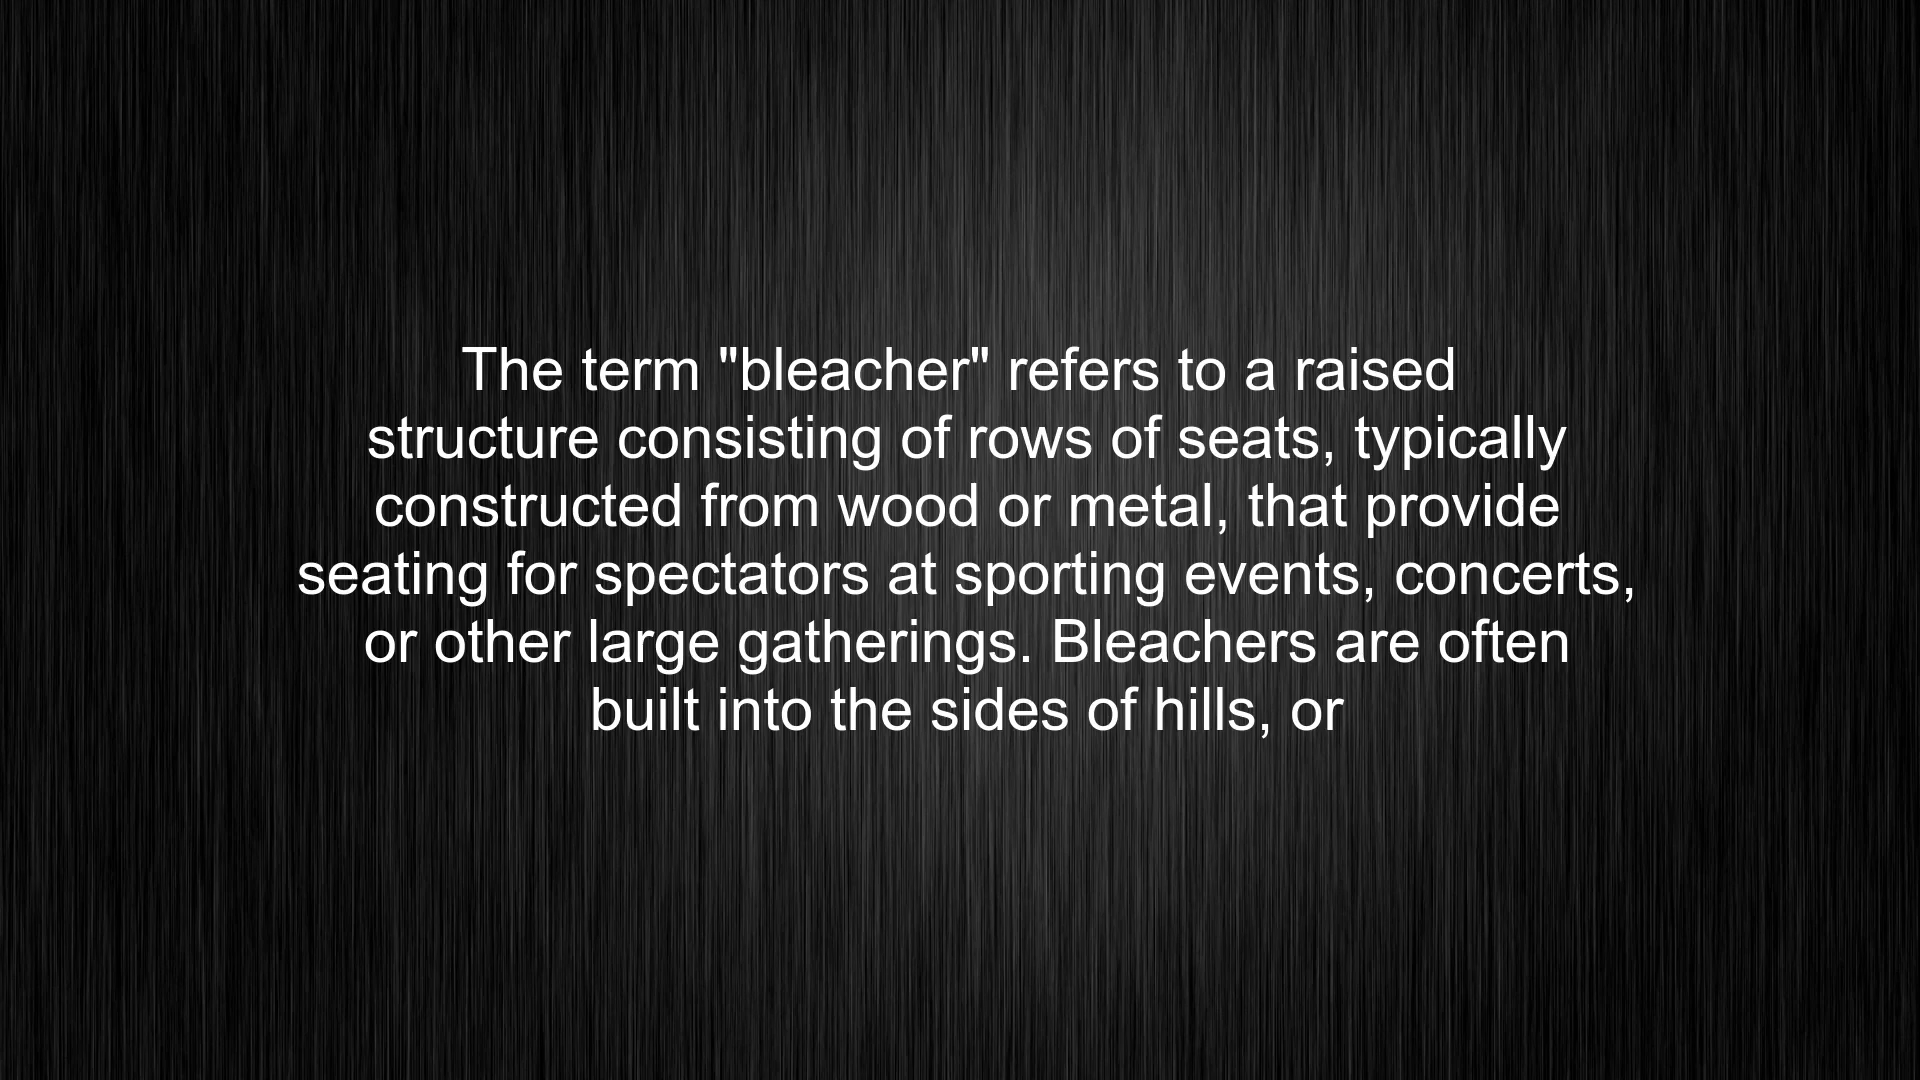 The term "bleacher" refers to a raised
structure consisting of rows of seats, typically
constructed from wood or metal, that provide
seating for spectators at sporting events, concerts,
or other large gatherings. Bleachers are often
built into the sides of hills, or